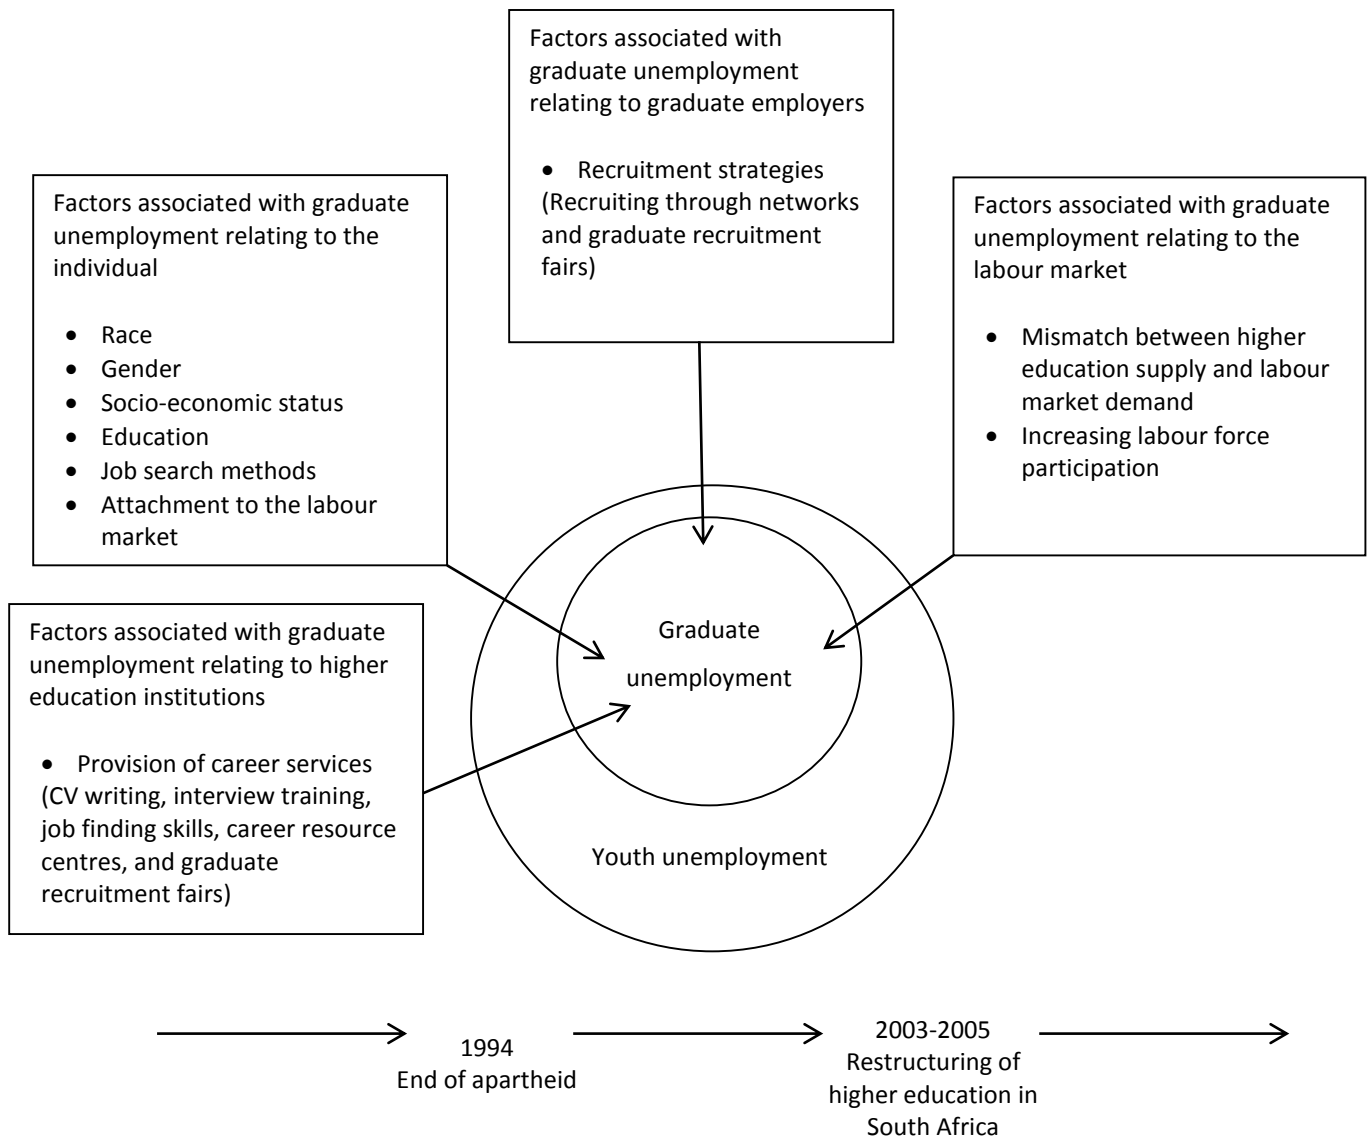 Factors associated with
graduate unemployment
relating to graduate employers
• Recruitment strategies
(Recruiting through networks
and graduate recruitment
fairs)
Factors associated with graduate
unemployment relating to the
individual
• Race
• Gender
• Socio-economic status
• Education
• Job search methods
• Attachment to the labour
market
Factors associated with graduate
unemployment relating to the
labour market
• Mismatch between higher
education supply and labour
market demand
• Increasing labour force
participation
Factors associated with graduate
unemployment relating to higher
education institutions
• Provision of career services
(CV writing, interview training,
job finding skills, career resource
centres, and graduate
recruitment fairs)
Graduate
unemployment
Youth unemployment
1994
End of apartheid
2003-2005
Restructuring of
higher education in
South Africa